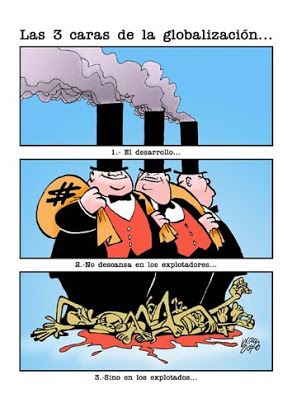 Las 3 caras de la globalización...
1.- El desarrollo...
#
2.-No descansa en los explotadores...
3.-Sino en los explotados...